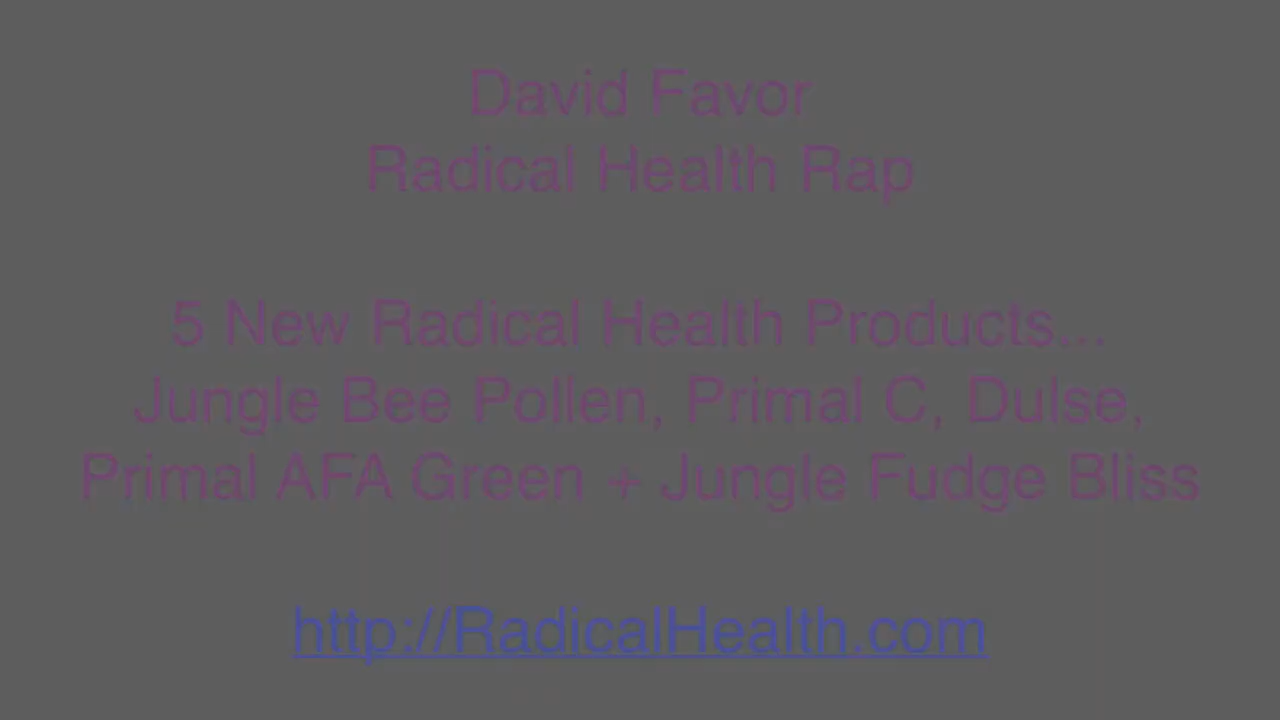 David Favor
Radical Health Rap
5 New Radical Health Products...
Jungle Bee Pollen, Primal C, Dulse,
Primal AFA Green + Jungle Fudge Bliss
http://RadicalHealth.com